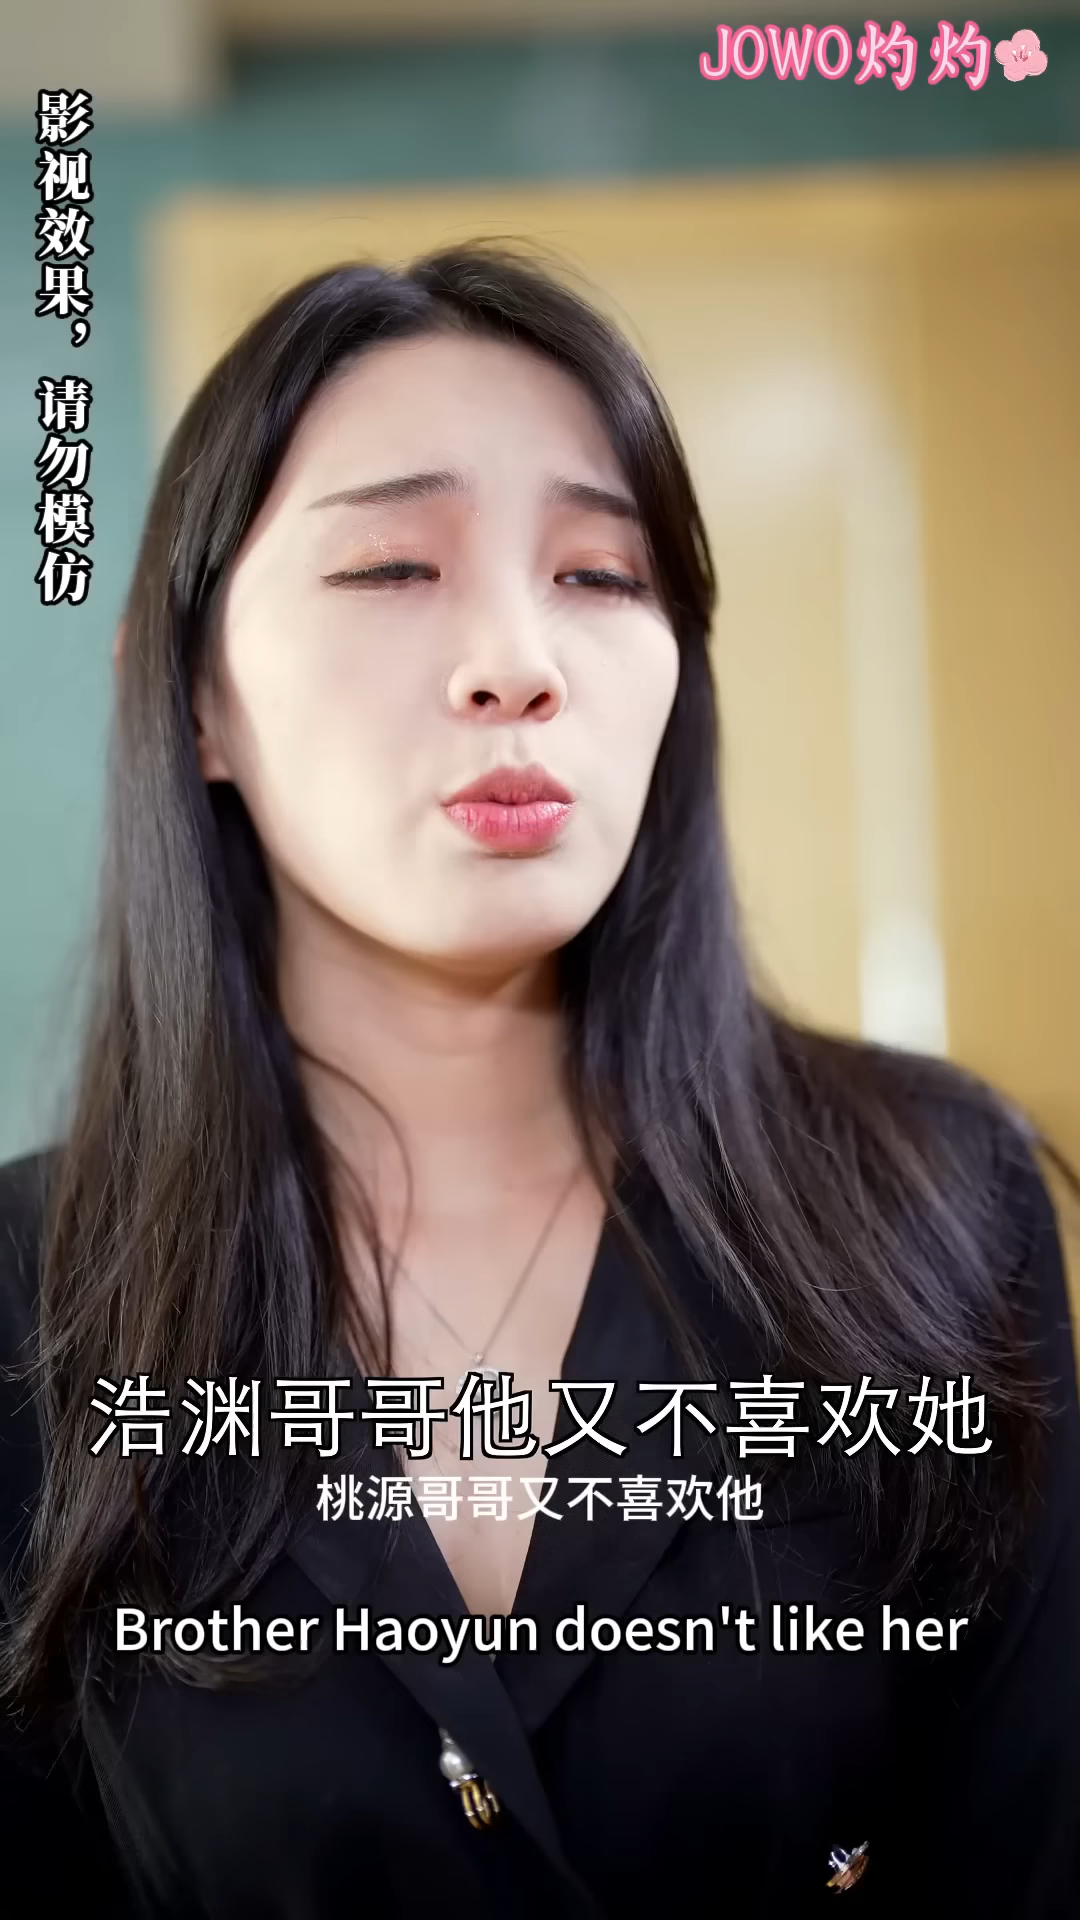 JOWO灼灼
影视效果，请勿模仿
浩渊哥哥他又不喜欢她
桃源哥哥又不喜欢他
Brother Haoyun doesn't like her